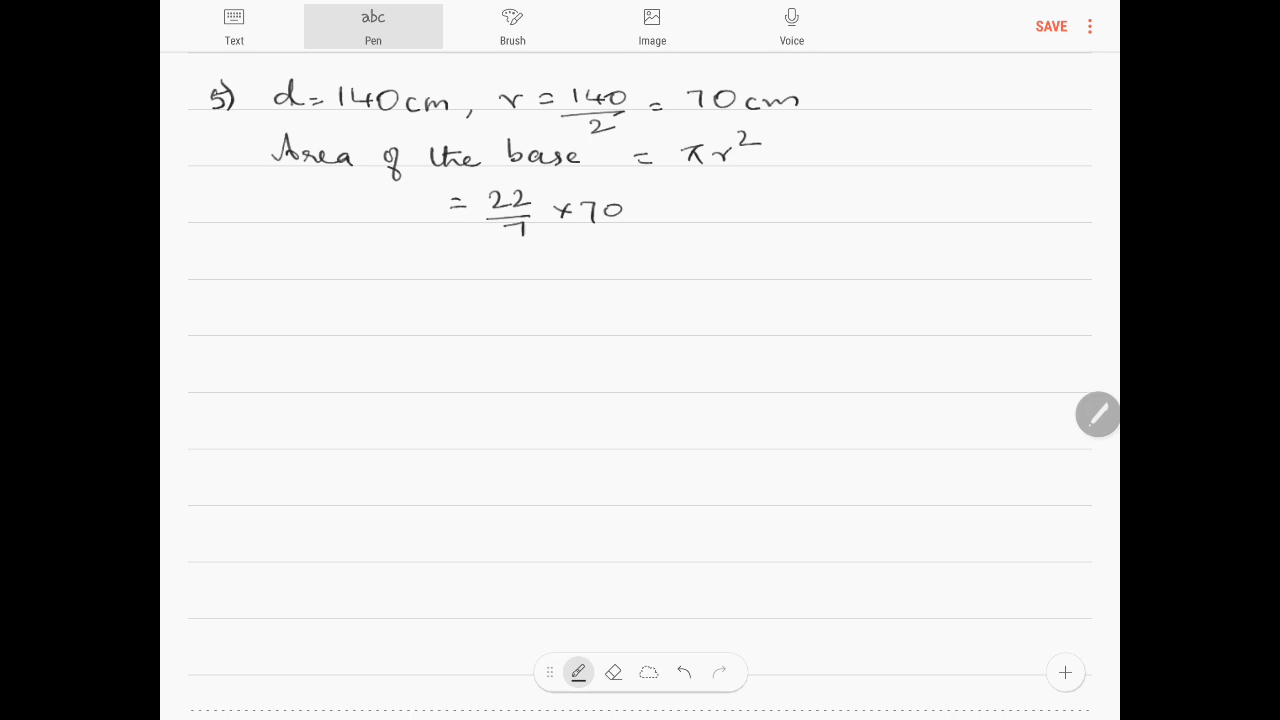 Text abc Pen Brush Image Voice SAVE
5) d = 140 cm, r = 140/2 = 70 cm
Area of the base = πr²
= 22/7 × 70